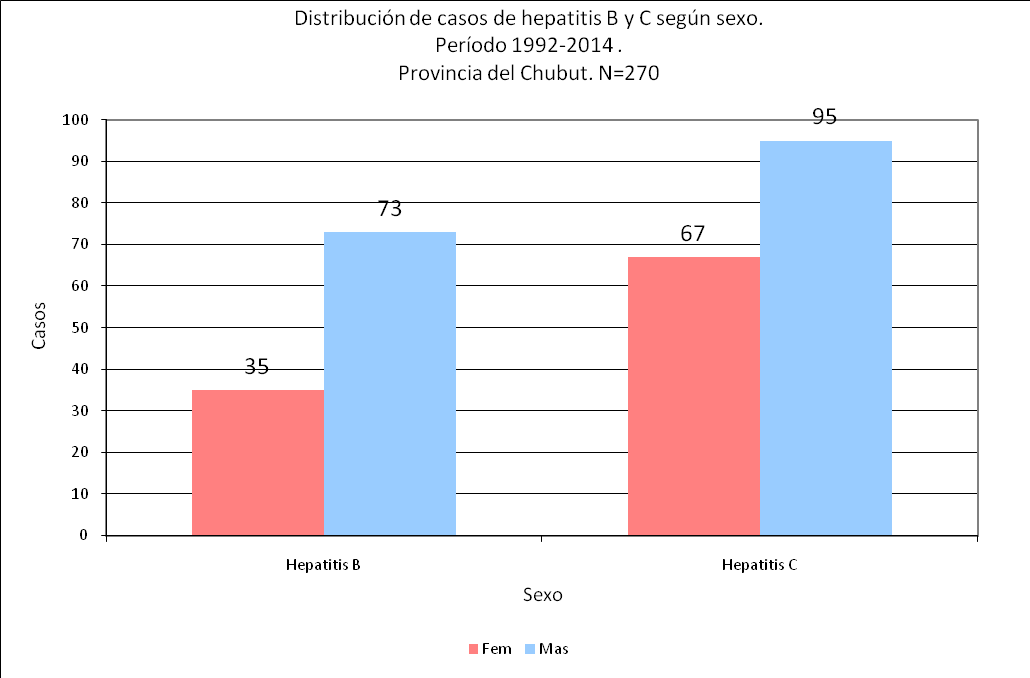 Distribución de casos de hepatitis B y C según sexo.
Período 1992-2014 .
Provincia del Chubut. N=270
100
90
80
70
60
50
40
30
20
10
0
Casos
35
73
67
95
Hepatitis B
Hepatitis C
Sexo
Fem
Mas